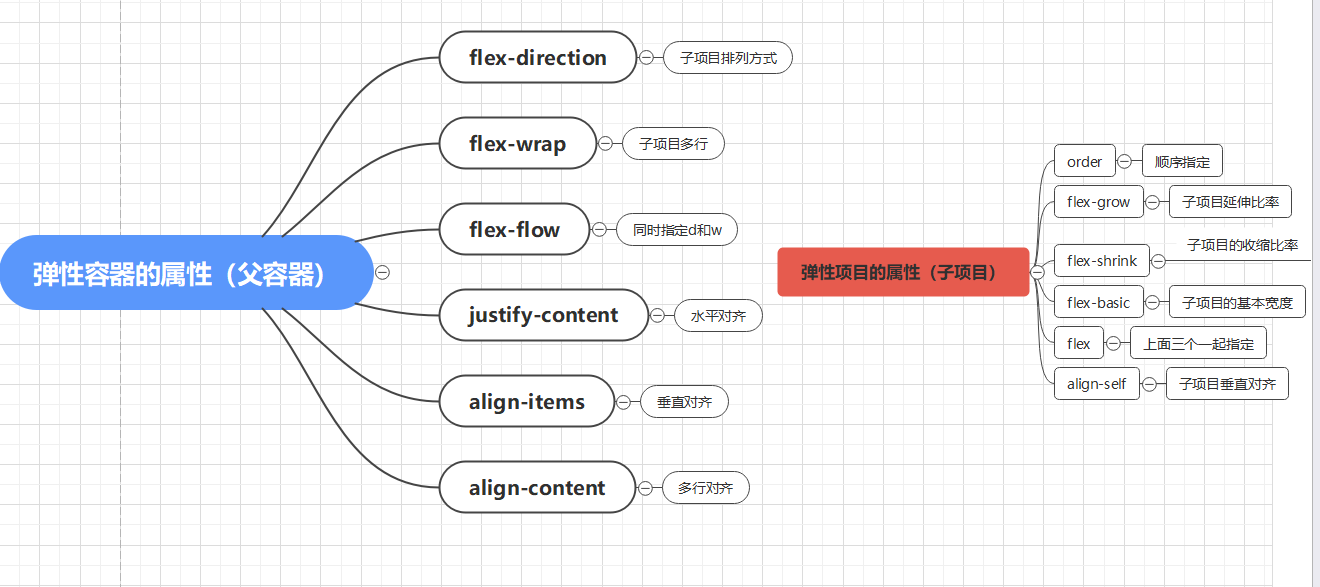 弹性容器的属性（父容器）
flex-direction
子项目排列方式
flex-wrap
子项目多行
flex-flow
同时指定d和w
justify-content
水平对齐
align-items
垂直对齐
align-content
多行对齐
弹性项目的属性（子项目）
order
顺序指定
flex-grow
子项目延伸比率
flex-shrink
子项目的收缩比率
flex-basic
子项目的基本宽度
flex
上面三个一起指定
align-self
子项目垂直对齐